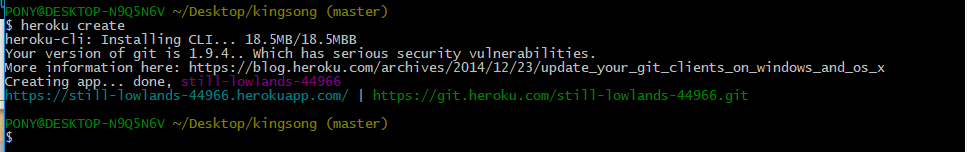 PONY@DESKTOP-N9Q5N6V ~/Desktop/kingsong (master)
$ heroku create
heroku-cli: Installing CLI... 18.5MB/18.5MBB
Your version of git is 1.9.4.. Which has serious security vulnerabilities.
More information here: https://blog.heroku.com/archives/2014/12/23/update_your_git_clients_on_windows_and_os_x
Creating app... done, still-lowlands-44966
https://still-lowlands-44966.herokuapp.com/ | https://git.heroku.com/still-lowlands-44966.git
PONY@DESKTOP-N9Q5N6V ~/Desktop/kingsong (master)
$